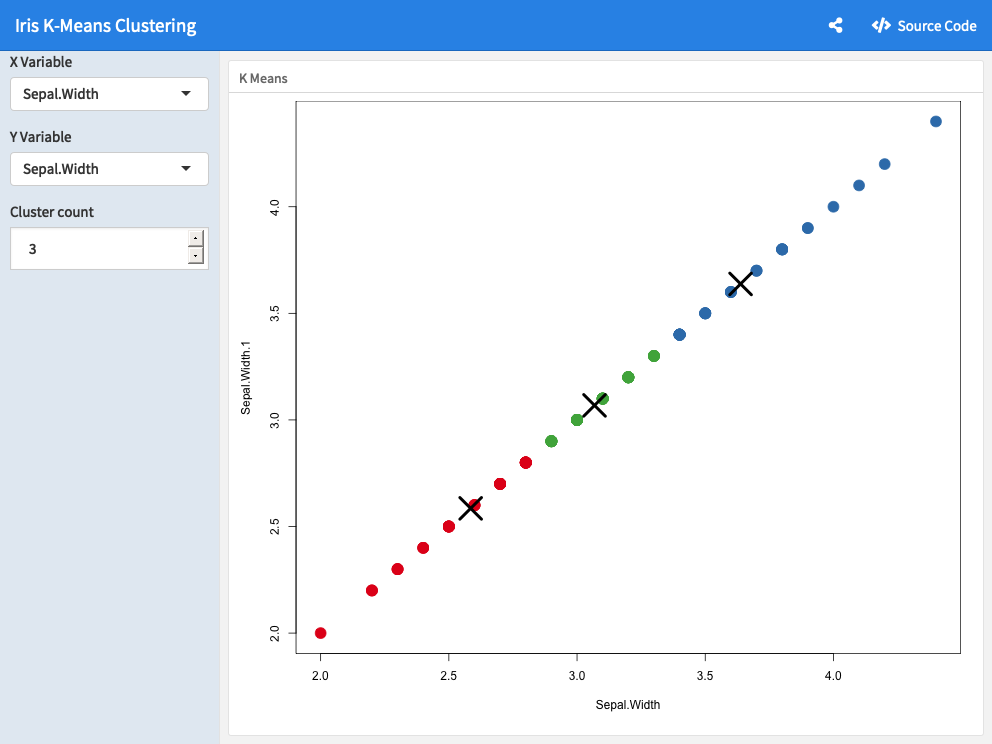 Iris K-Means Clustering
Source Code
X Variable
Sepal.Width
Y Variable
Sepal.Width
Cluster count
3
K Means
4.0
3.5
3.0
2.5
2.0
Sepal.Width.1
2.0 2.5 3.0 3.5 4.0
Sepal.Width